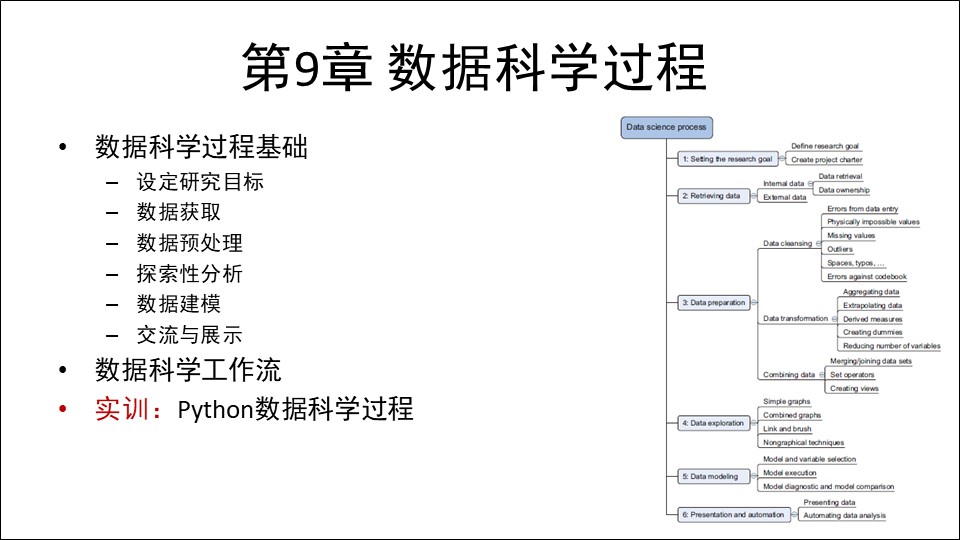 第9章 数据科学过程
• 数据科学过程基础
– 设定研究目标
– 数据获取
– 数据预处理
– 探索性分析
– 数据建模
– 交流与展示
• 数据科学工作流
• 实训：Python数据科学过程
Data science process
1: Setting the research goal
Define research goal
Create project charter
2: Retrieving data
Internal data
Data retrieval
Data ownership
External data
3: Data preparation
Data cleansing
Errors from data entry
Physically impossible values
Missing values
Outliers
Spaces, typos, …
Errors against codebook
Data transformation
Aggregating data
Extrapolating data
Derived measures
Creating dummies
Reducing number of variables
Combining data
Merging/joining data sets
Set operators
Creating views
4: Data exploration
Simple graphs
Combined graphs
Link and brush
Nongraphical techniques
5: Data modeling
Model and variable selection
Model execution
Model diagnostic and model comparison
6: Presentation and automation
Presenting data
Automating data analysis